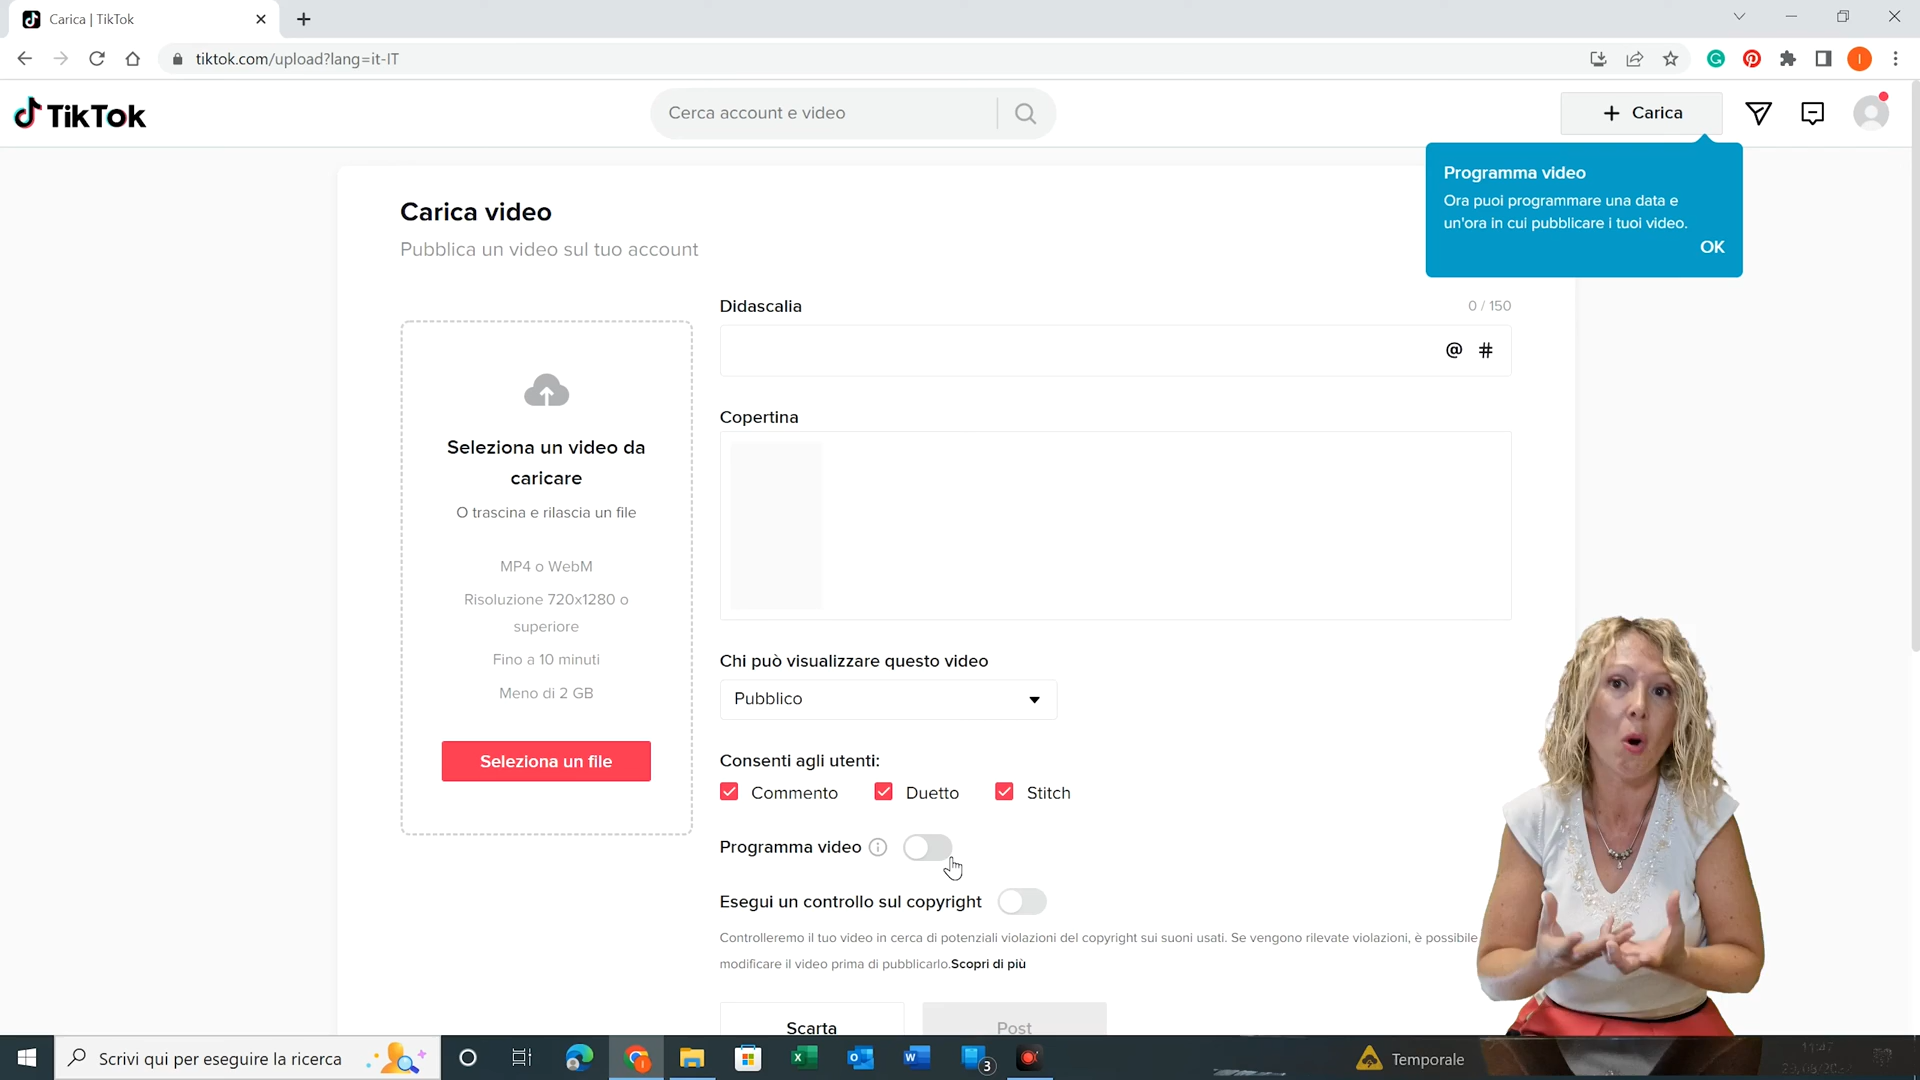 Carica | TikTok
tiktok.com/upload?lang=it-IT
TikTok
Cerca account e video
Carica
Programma video
Ora puoi programmare una data e
un'ora in cui pubblicare i tuoi video.
OK
Carica video
Pubblica un video sul tuo account
Didascalia
0 / 150
@ #
Seleziona un video da
caricare
O trascina e rilascia un file
MP4 o WebM
Risoluzione 720x1280 o
superiore
Fino a 10 minuti
Meno di 2 GB
Seleziona un file
Copertina
Chi può visualizzare questo video
Pubblico
Consenti agli utenti:
Commento Duetto Stitch
Programma video
Esegui un controllo sul copyright
Controlleremo il tuo video in cerca di potenziali violazioni del copyright sui suoni usati. Se vengono rilevate violazioni, è possibile
modificare il video prima di pubblicarlo.Scopri di più
Scarta
Post
Scrivi qui per eseguire la ricerca
3
Temporale